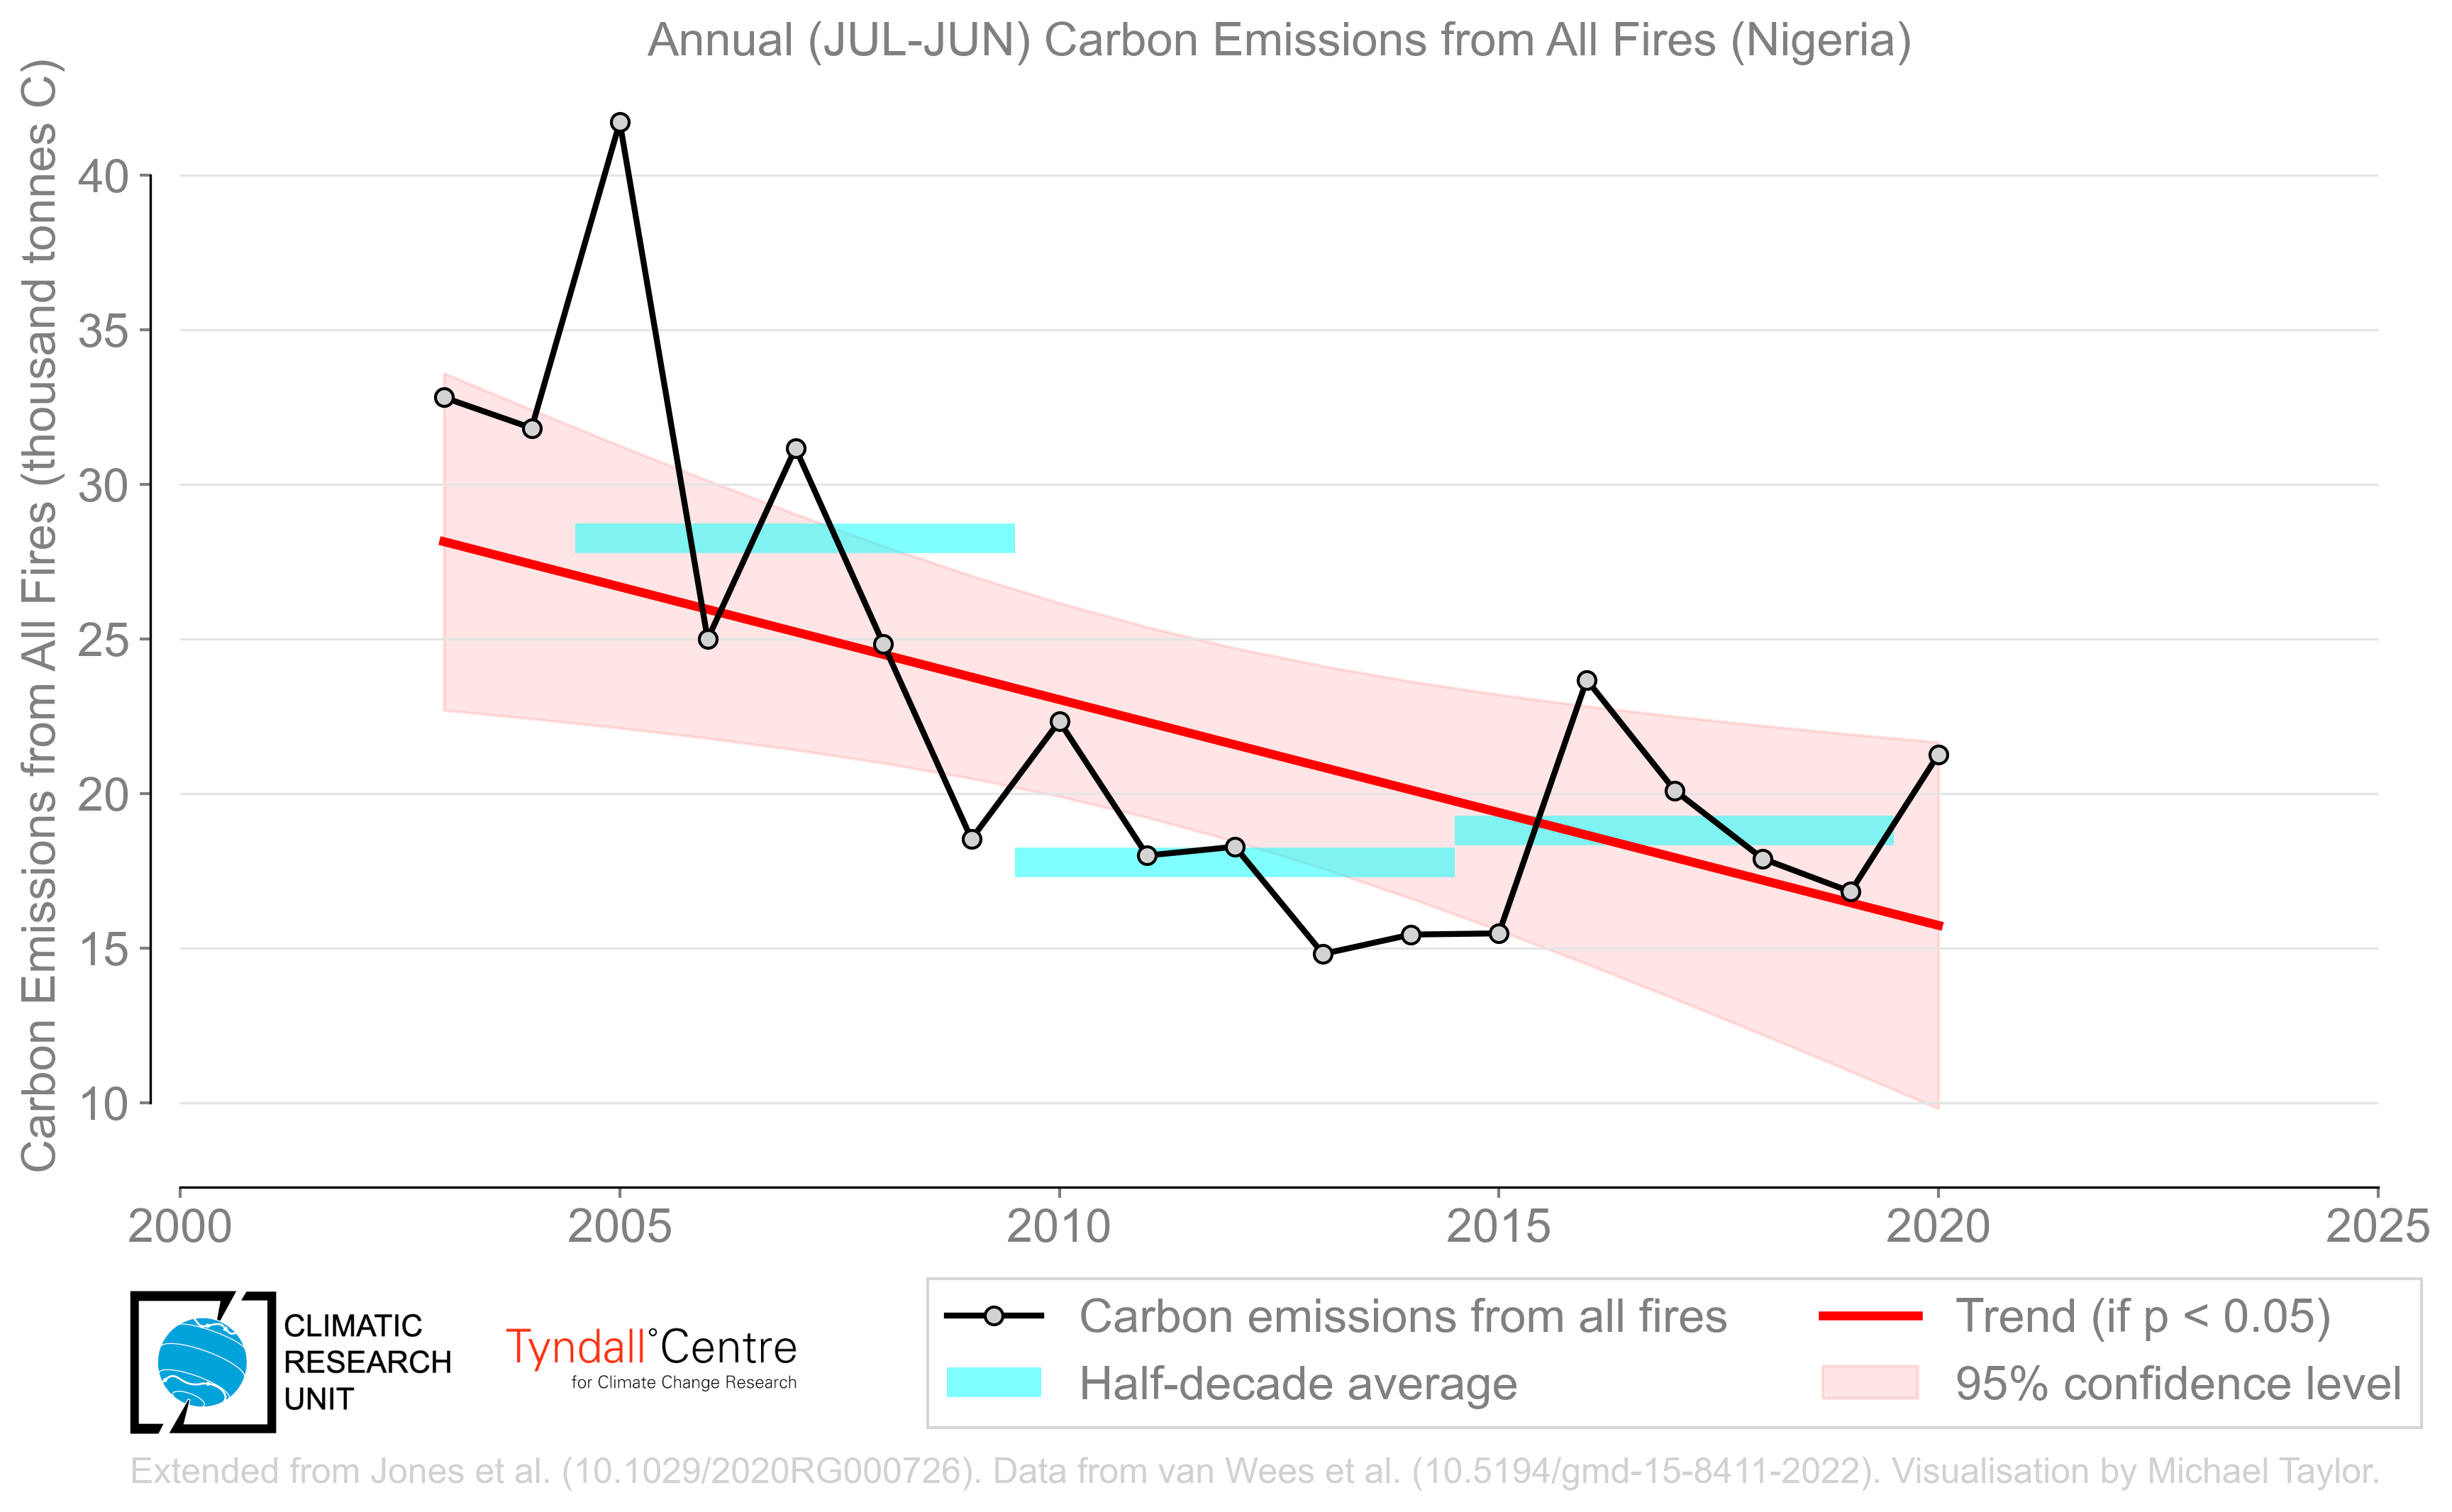 Annual (JUL-JUN) Carbon Emissions from All Fires (Nigeria)
Carbon Emissions from All Fires (thousand tonnes C)
40
35
30
25
20
15
10
2000 2005 2010 2015 2020 2025
CLIMATIC
RESEARCH
UNIT
Tyndall°Centre
for Climate Change Research
Carbon emissions from all fires
Half-decade average
Trend (if p < 0.05)
95% confidence level
Extended from Jones et al. (10.1029/2020RG000726). Data from van Wees et al. (10.5194/gmd-15-8411-2022). Visualisation by Michael Taylor.